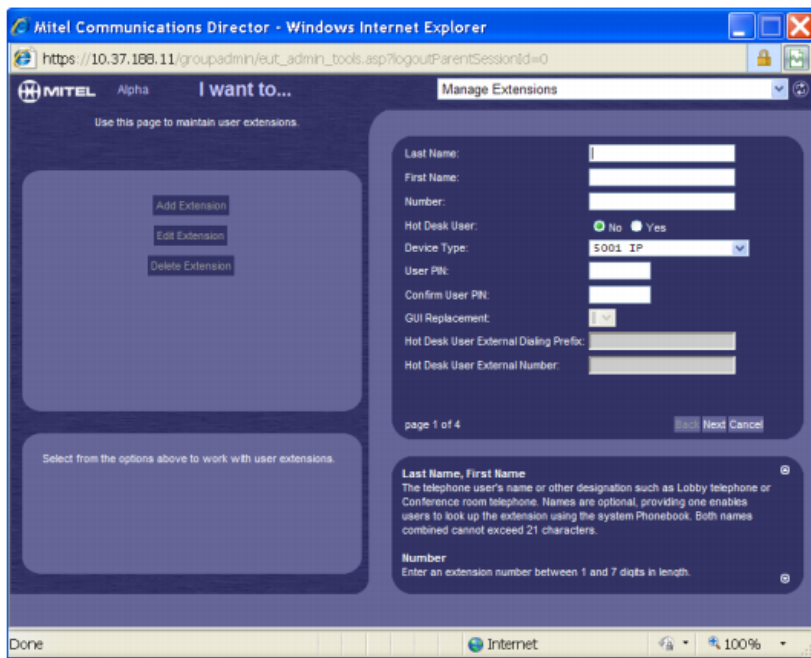 Mitel Communications Director - Windows Internet Explorer
https://10.37.188.11/groupadmin/eut_admin_tools.asp?logoutParentSessionId=0
MITEL Alpha I want to... Manage Extensions
Use this page to maintain user extensions.
Add Extension
Edit Extension
Delete Extension
Select from the options above to work with user extensions.
Last Name:
First Name:
Number:
Hot Desk User: No Yes
Device Type: 5001 IP
User PIN:
Confirm User PIN:
GUI Replacement:
Hot Desk User External Dialing Prefix:
Hot Desk User External Number:
page 1 of 4 Back Next Cancel
Last Name, First Name
The telephone user's name or other designation such as Lobby telephone or
Conference room telephone. Names are optional, providing one enables
users to look up the extension using the system Phonebook. Both names
combined cannot exceed 21 characters.
Number
Enter an extension number between 1 and 7 digits in length.
Done Internet 100%